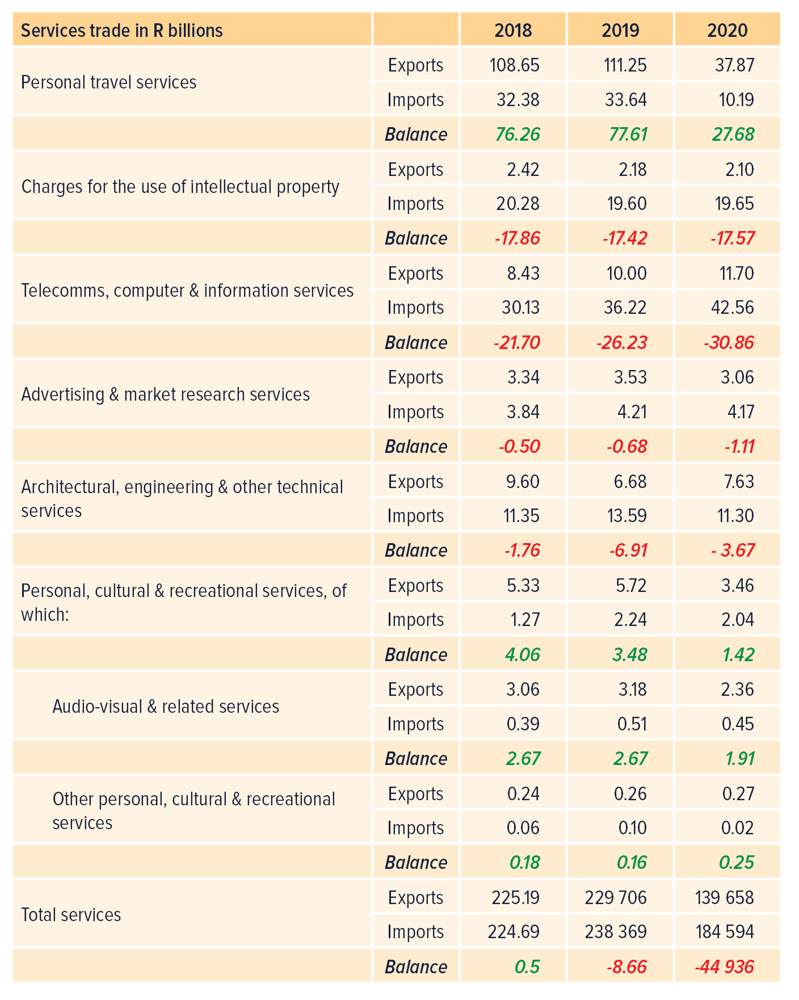 Services trade in R billions 2018 2019 2020
Personal travel services
Exports 108.65 111.25 37.87
Imports 32.38 33.64 10.19
Balance 76.26 77.61 27.68
Charges for the use of intellectual property
Exports 2.42 2.18 2.10
Imports 20.28 19.60 19.65
Balance -17.86 -17.42 -17.57
Telecomms, computer & information services
Exports 8.43 10.00 11.70
Imports 30.13 36.22 42.56
Balance -21.70 -26.23 -30.86
Advertising & market research services
Exports 3.34 3.53 3.06
Imports 3.84 4.21 4.17
Balance -0.50 -0.68 -1.11
Architectural, engineering & other technical
services
Exports 9.60 6.68 7.63
Imports 11.35 13.59 11.30
Balance -1.76 -6.91 - 3.67
Personal, cultural & recreational services, of
which:
Exports 5.33 5.72 3.46
Imports 1.27 2.24 2.04
Balance 4.06 3.48 1.42
Audio-visual & related services
Exports 3.06 3.18 2.36
Imports 0.39 0.51 0.45
Balance 2.67 2.67 1.91
Other personal, cultural & recreational
services
Exports 0.24 0.26 0.27
Imports 0.06 0.10 0.02
Balance 0.18 0.16 0.25
Total services
Exports 225.19 229 706 139 658
Imports 224.69 238 369 184 594
Balance 0.5 -8.66 -44 936